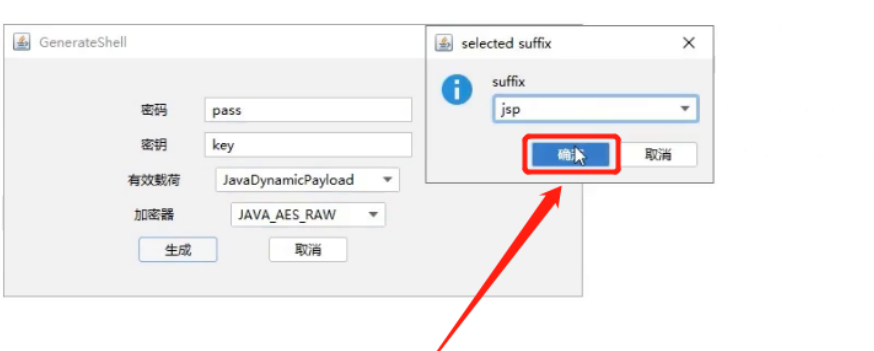 GenerateShell
密码 pass
密钥 key
有效载荷 JavaDynamicPayload
加密器 JAVA_AES_RAW
生成 取消
selected suffix
suffix
jsp
取消